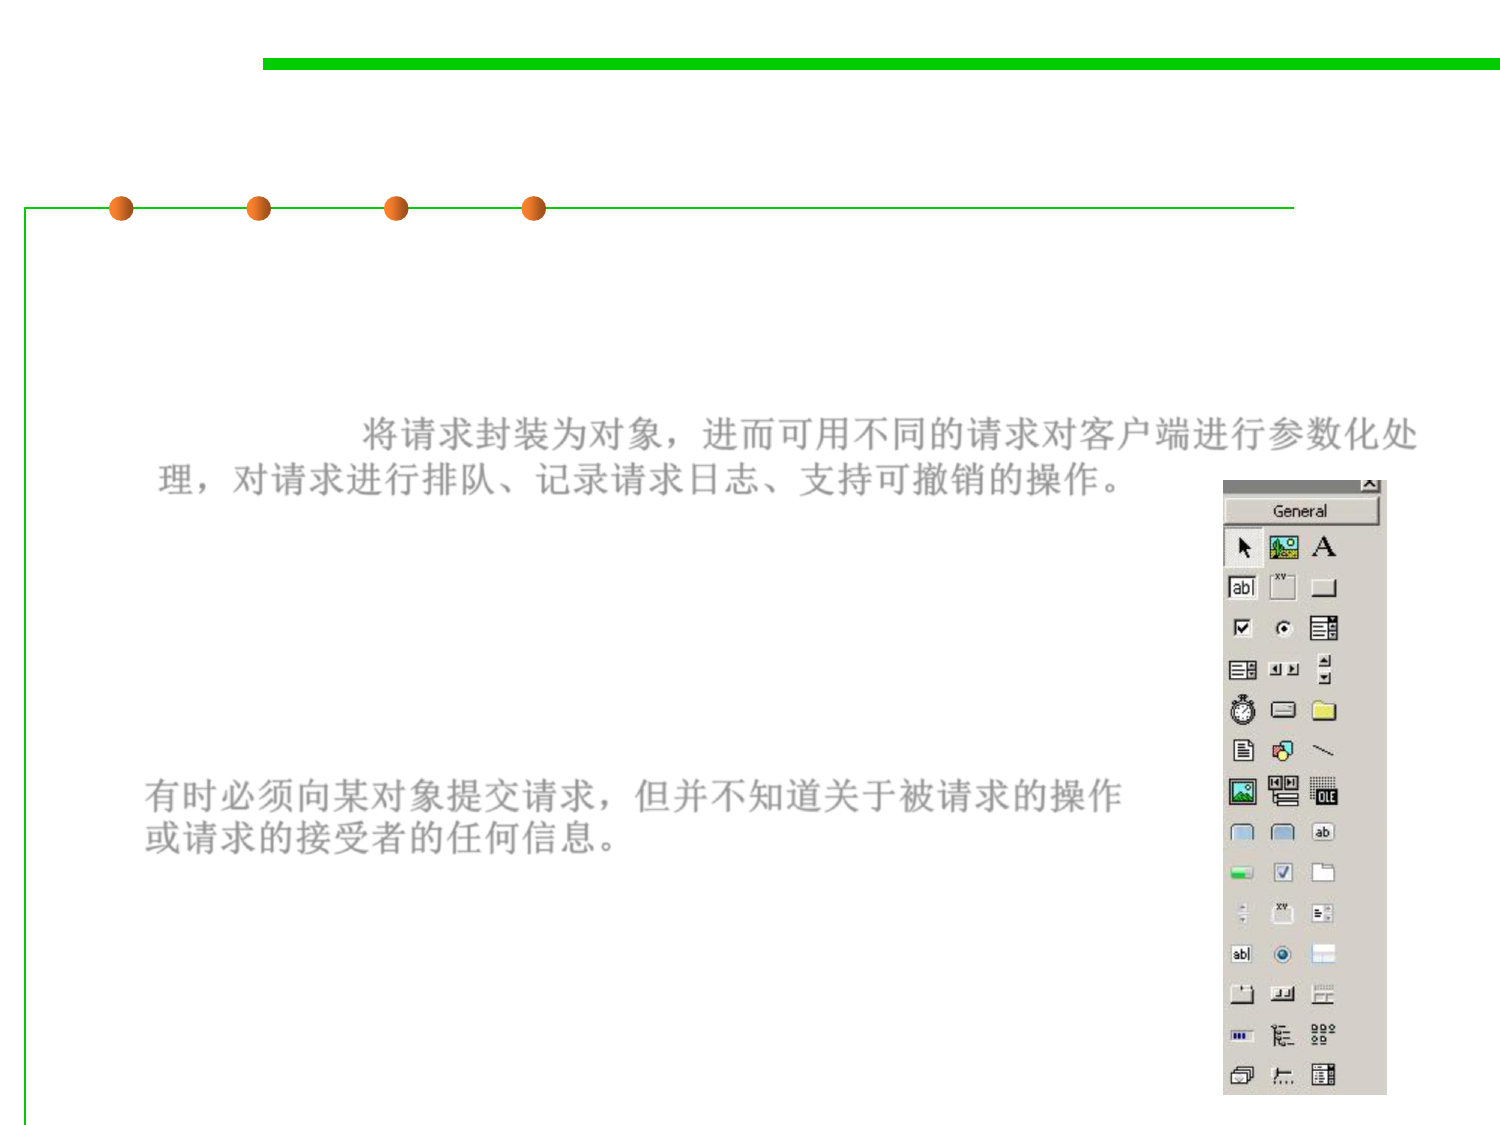 将请求封装为对象，进而可用不同的请求对客户端进行参数化处
理，对请求进行排队、记录请求日志、支持可撤销的操作。
General
A
abl
XV
有时必须向某对象提交请求，但并不知道关于被请求的操作
或请求的接受者的任何信息。
OLE
ab
XV
abl